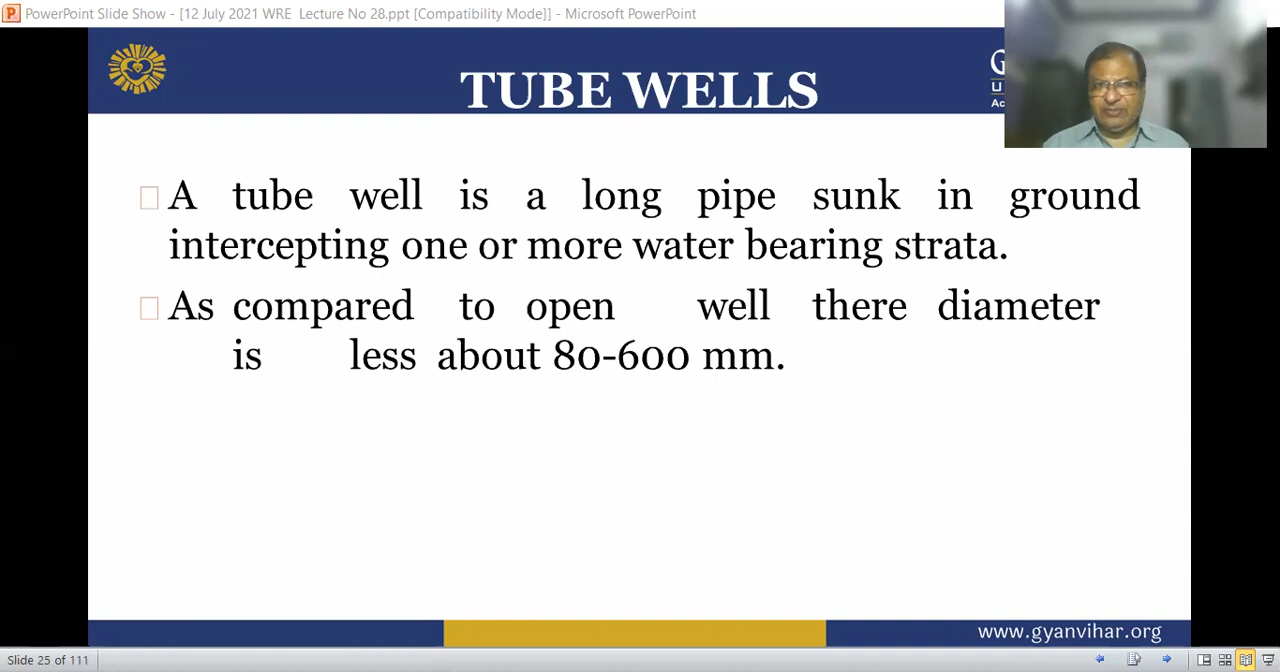 PowerPoint Slide Show - [12 July 2021 WRE Lecture No 28.ppt [Compatibility Mode]] - Microsoft PowerPoint
TUBE WELLS
G
U
Ac
A tube well is a long pipe sunk in ground
intercepting one or more water bearing strata.
As compared to open well there diameter
is less about 80-600 mm.
www.gyanvihar.org
Slide 25 of 111